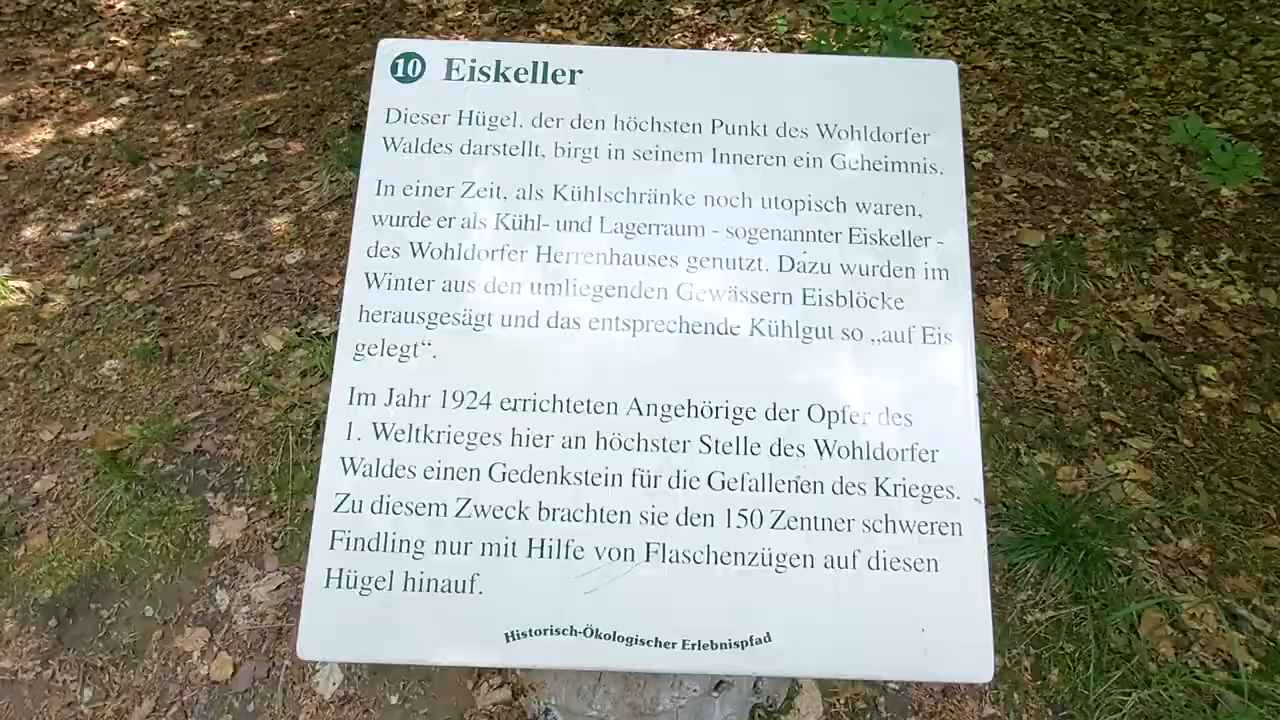 10 Eiskeller
Dieser Hügel, der den höchsten Punkt des Wohldorfer
Waldes darstellt, birgt in seinem Inneren ein Geheimnis.
In einer Zeit, als Kühlschränke noch utopisch waren,
wurde er als Kühl- und Lagerraum - sogenannter Eiskeller -
des Wohldorfer Herrenhauses genutzt. Dazu wurden im
Winter aus den umliegenden Gewässern Eisblöcke
herausgesägt und das entsprechende Kühlgut so „auf Eis
gelegt“.
Im Jahr 1924 errichteten Angehörige der Opfer des
1. Weltkrieges hier an höchster Stelle des Wohldorfer
Waldes einen Gedenkstein für die Gefallenen des Krieges.
Zu diesem Zweck brachten sie den 150 Zentner schweren
Findling nur mit Hilfe von Flaschenzügen auf diesen
Hügel hinauf.
Historisch-Ökologischer Erlebnispfad